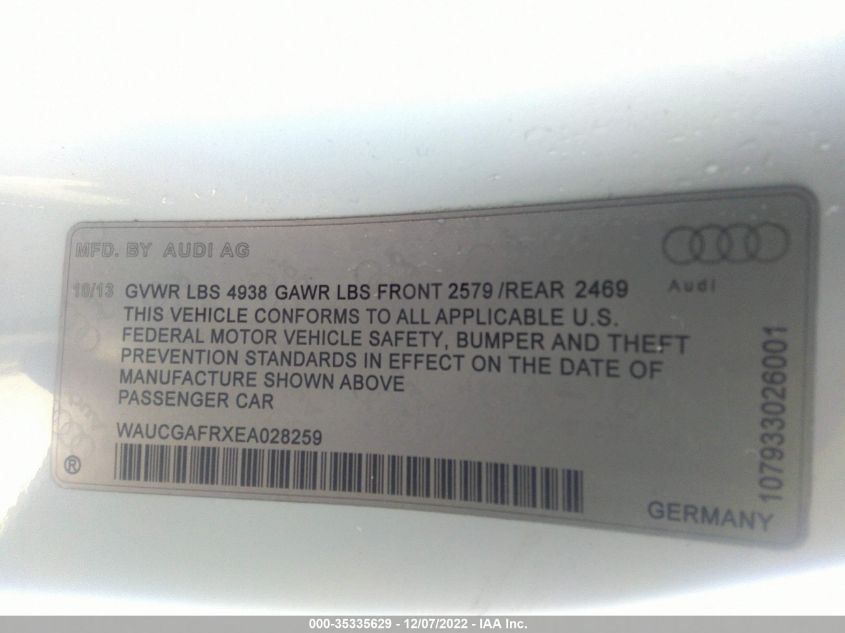 MFD. BY AUDI AG
Audi
10/13 GVWR LBS 4938 GAWR LBS FRONT 2579 /REAR 2469
THIS VEHICLE CONFORMS TO ALL APPLICABLE U.S.
FEDERAL MOTOR VEHICLE SAFETY, BUMPER AND THEFT
PREVENTION STANDARDS IN EFFECT ON THE DATE OF
MANUFACTURE SHOWN ABOVE
PASSENGER CAR
WAUCGAFRXEA028259
®
107933026001
GERMANY
000-35335629 - 12/07/2022 - IAA Inc.